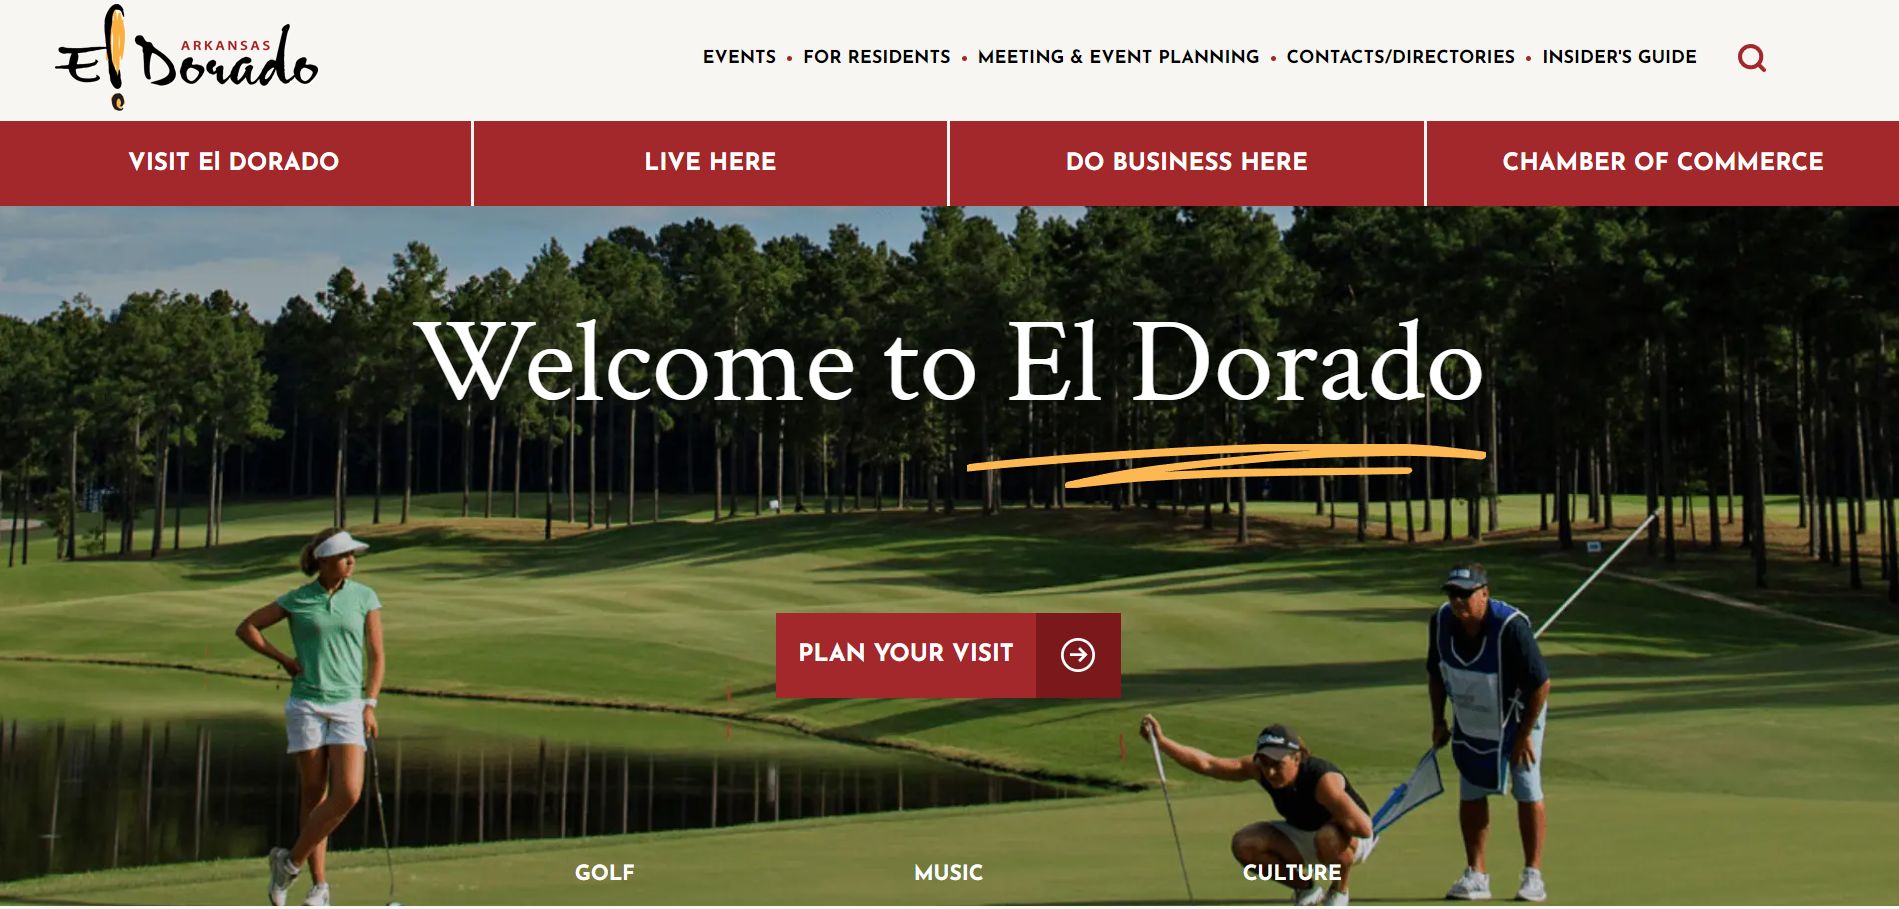 El Dorado
ARKANSAS
EVENTS • FOR RESIDENTS • MEETING & EVENT PLANNING • CONTACTS/DIRECTORIES • INSIDER'S GUIDE
VISIT El DORADO
LIVE HERE
DO BUSINESS HERE
CHAMBER OF COMMERCE
Welcome to El Dorado
PLAN YOUR VISIT
GOLF
MUSIC
CULTURE